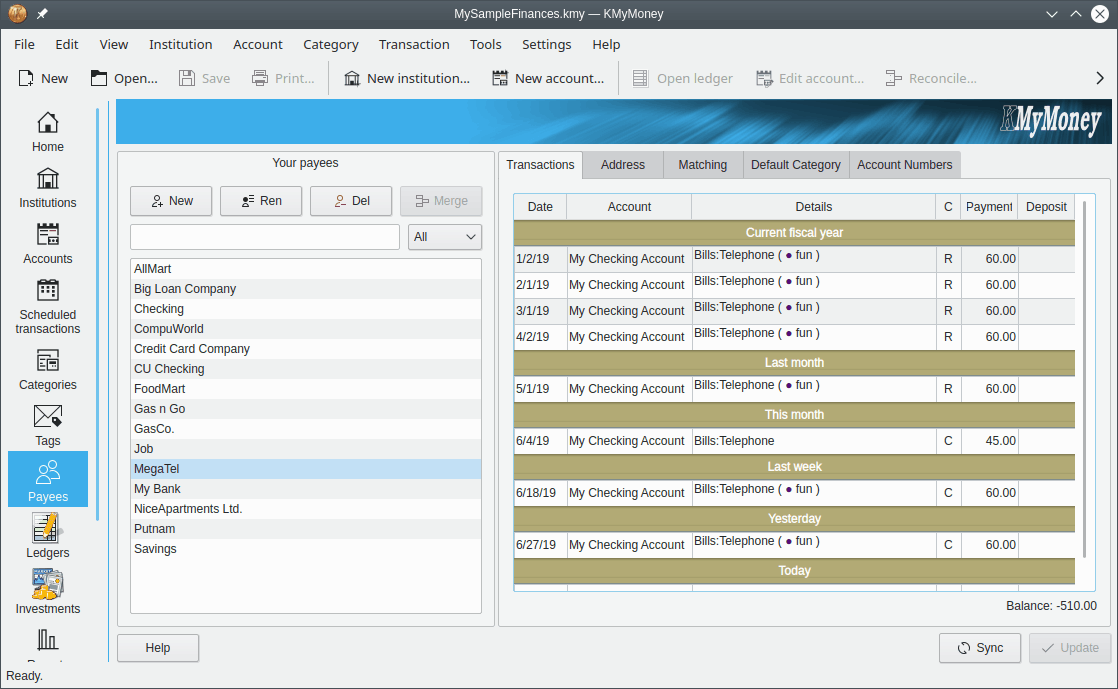 MySampleFinances.kmy — KMyMoney
File Edit View Institution Account Category Transaction Tools Settings Help
New Open... Save Print... New institution... New account... Open ledger Edit account... Reconcile...
KMyMoney
Home
Institutions
Accounts
Scheduled
transactions
Categories
Tags
Payees
Ledgers
Investments
Your payees
New Ren Del Merge
All
AllMart
Big Loan Company
Checking
CompuWorld
Credit Card Company
CU Checking
FoodMart
Gas n Go
GasCo.
Job
MegaTel
My Bank
NiceApartments Ltd.
Putnam
Savings
Transactions Address Matching Default Category Account Numbers
Date Account Details C Payment Deposit
Current fiscal year
1/2/19 My Checking Account Bills:Telephone ( ● fun ) R 60.00
2/1/19 My Checking Account Bills:Telephone ( ● fun ) R 60.00
3/1/19 My Checking Account Bills:Telephone ( ● fun ) R 60.00
4/2/19 My Checking Account Bills:Telephone ( ● fun ) R 60.00
Last month
5/1/19 My Checking Account Bills:Telephone ( ● fun ) R 60.00
This month
6/4/19 My Checking Account Bills:Telephone C 45.00
Last week
6/18/19 My Checking Account Bills:Telephone ( ● fun ) C 60.00
Yesterday
6/27/19 My Checking Account Bills:Telephone ( ● fun ) C 60.00
Today
Balance: -510.00
Help Sync Update
Ready.